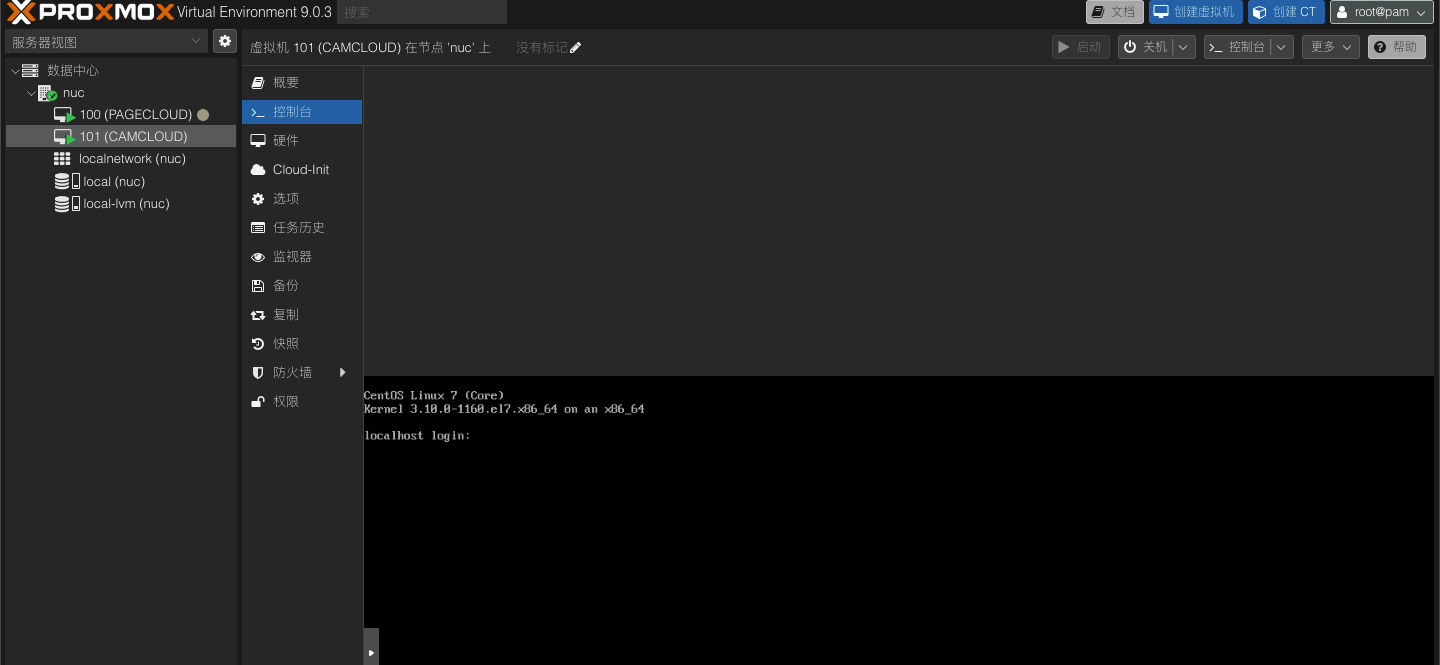 PROXMOX Virtual Environment 9.0.3 搜索 文档 创建虚拟机 创建 CT root@pam
服务器视图
虚拟机 101 (CAMCLOUD) 在节点 'nuc' 上 没有标记 启动 关机 控制台 更多 帮助
数据中心
nuc
100 (PAGECLOUD)
101 (CAMCLOUD)
localnetwork (nuc)
local (nuc)
local-lvm (nuc)
概要
控制台
硬件
Cloud-Init
选项
任务历史
监视器
备份
复制
快照
防火墙
权限
CentOS Linux 7 (Core)
Kernel 3.10.0-1160.el7.x86_64 on an x86_64
localhost login: